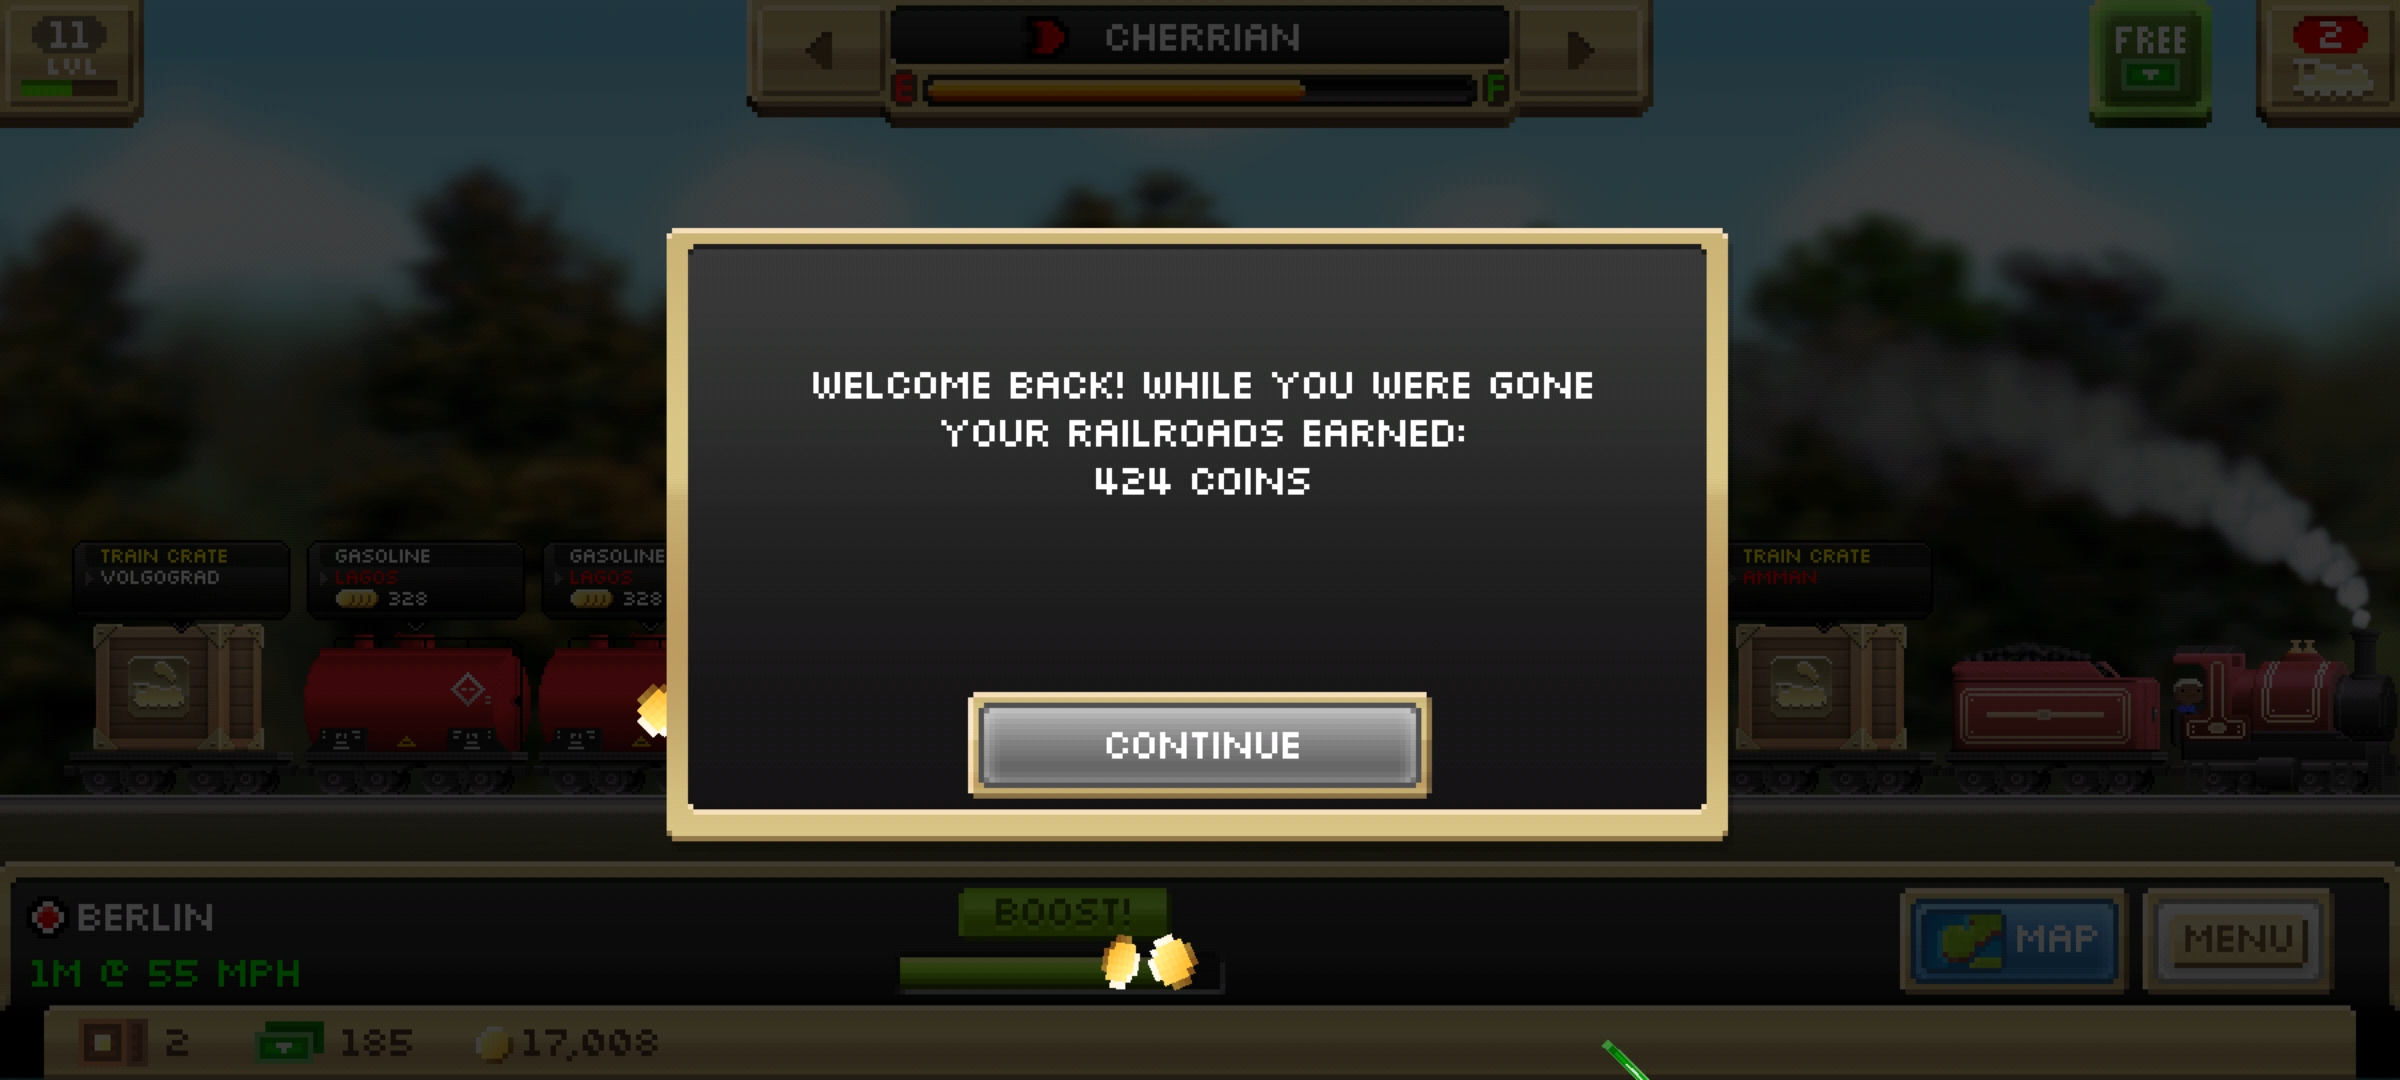 11
LVL
CHERRIAN
E
F
FREE
2
WELCOME BACK! WHILE YOU WERE GONE
YOUR RAILROADS EARNED:
424 COINS
CONTINUE
TRAIN CRATE
VOLGOGRAD
GASOLINE
LAGOS
328
GASOLINE
LAGOS
328
TRAIN CRATE
AMMAN
BERLIN
1M @ 55 MPH
BOOST!
MAP
MENU
2
185
17,008